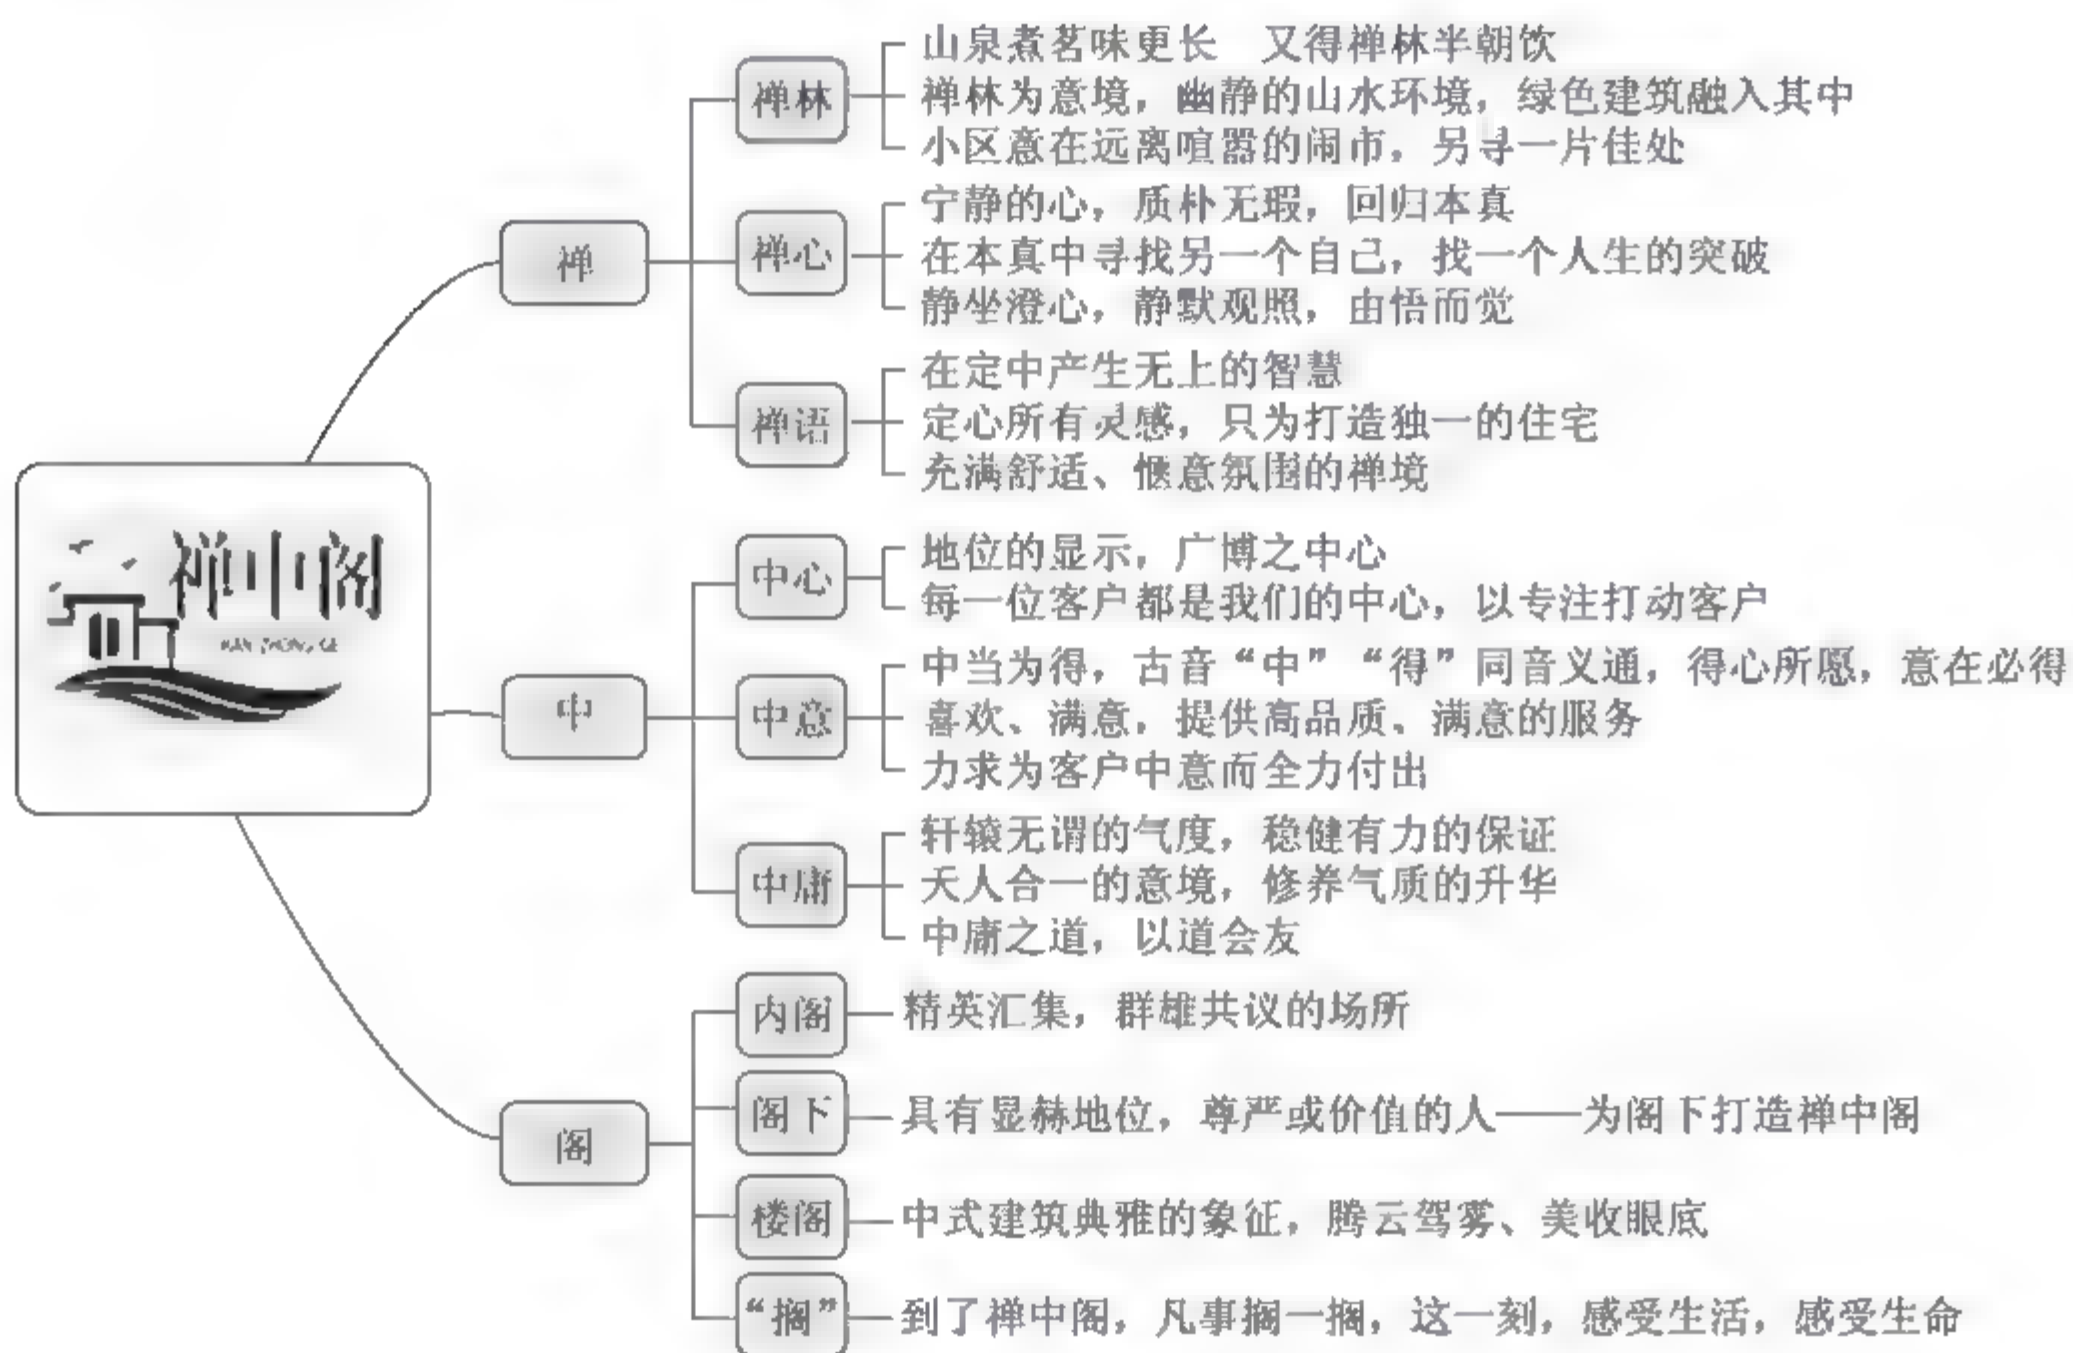 禅中阁
禅
禅林
山泉煮茗味更长 又得禅林半朝饮
禅林为意境，幽静的山水环境，绿色建筑融入其中
小区意在远离喧嚣的闹市，另寻一片佳处
禅心
宁静的心，质朴无瑕，回归本真
在本真中寻找另一个自己，找一个人生的突破
静坐澄心，静默观照，由悟而觉
禅语
在定中产生无上的智慧
定心所有灵感，只为打造独一的住宅
充满舒适、惬意氛围的禅境
中
中心
地位的显示，广博之中心
每一位客户都是我们的中心，以专注打动客户
中意
中当为得，古音“中”“得”同音义通，得心所愿，意在必得
喜欢、满意，提供高品质、满意的服务
力求为客户中意而全力付出
中庸
轩辕无谓的气度，稳健有力的保证
天人合一的意境，修养气质的升华
中庸之道，以道会友
阁
内阁
精英汇集，群雄共议的场所
阁下
具有显赫地位，尊严或价值的人——为阁下打造禅中阁
楼阁
中式建筑典雅的象征，腾云驾雾、美收眼底
“搁”
到了禅中阁，凡事搁一搁，这一刻，感受生活，感受生命